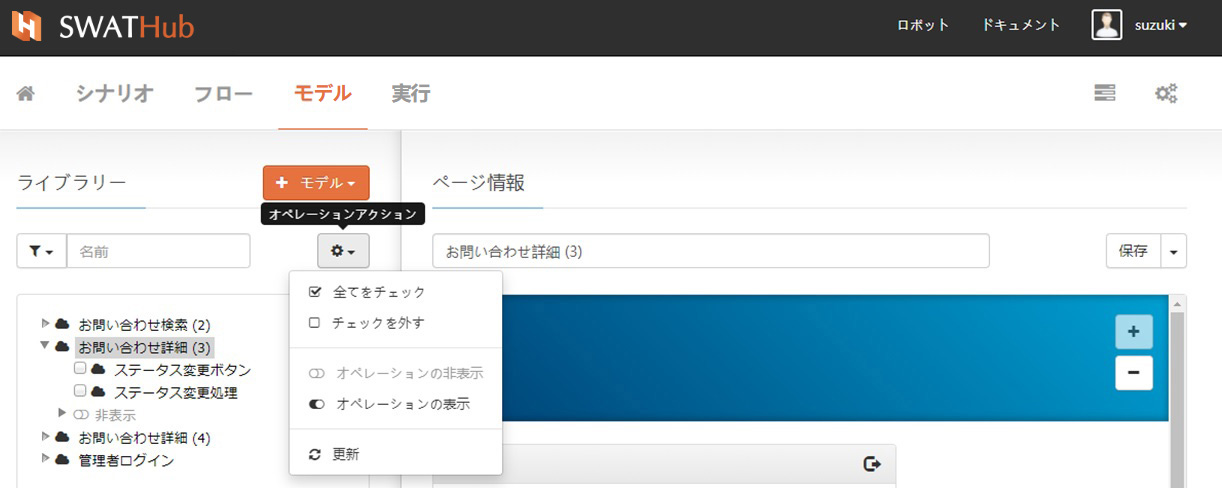 SWATHub
ロボット ドキュメント suzuki
シナリオ フロー モデル 実行
ライブラリー
モデル
オペレーションアクション
名前
全てをチェック
チェックを外す
オペレーションの非表示
オペレーションの表示
更新
お問い合わせ検索 (2)
お問い合わせ詳細 (3)
ステータス変更ボタン
ステータス変更処理
非表示
お問い合わせ詳細 (4)
管理者ログイン
ページ情報
お問い合わせ詳細 (3)
保存